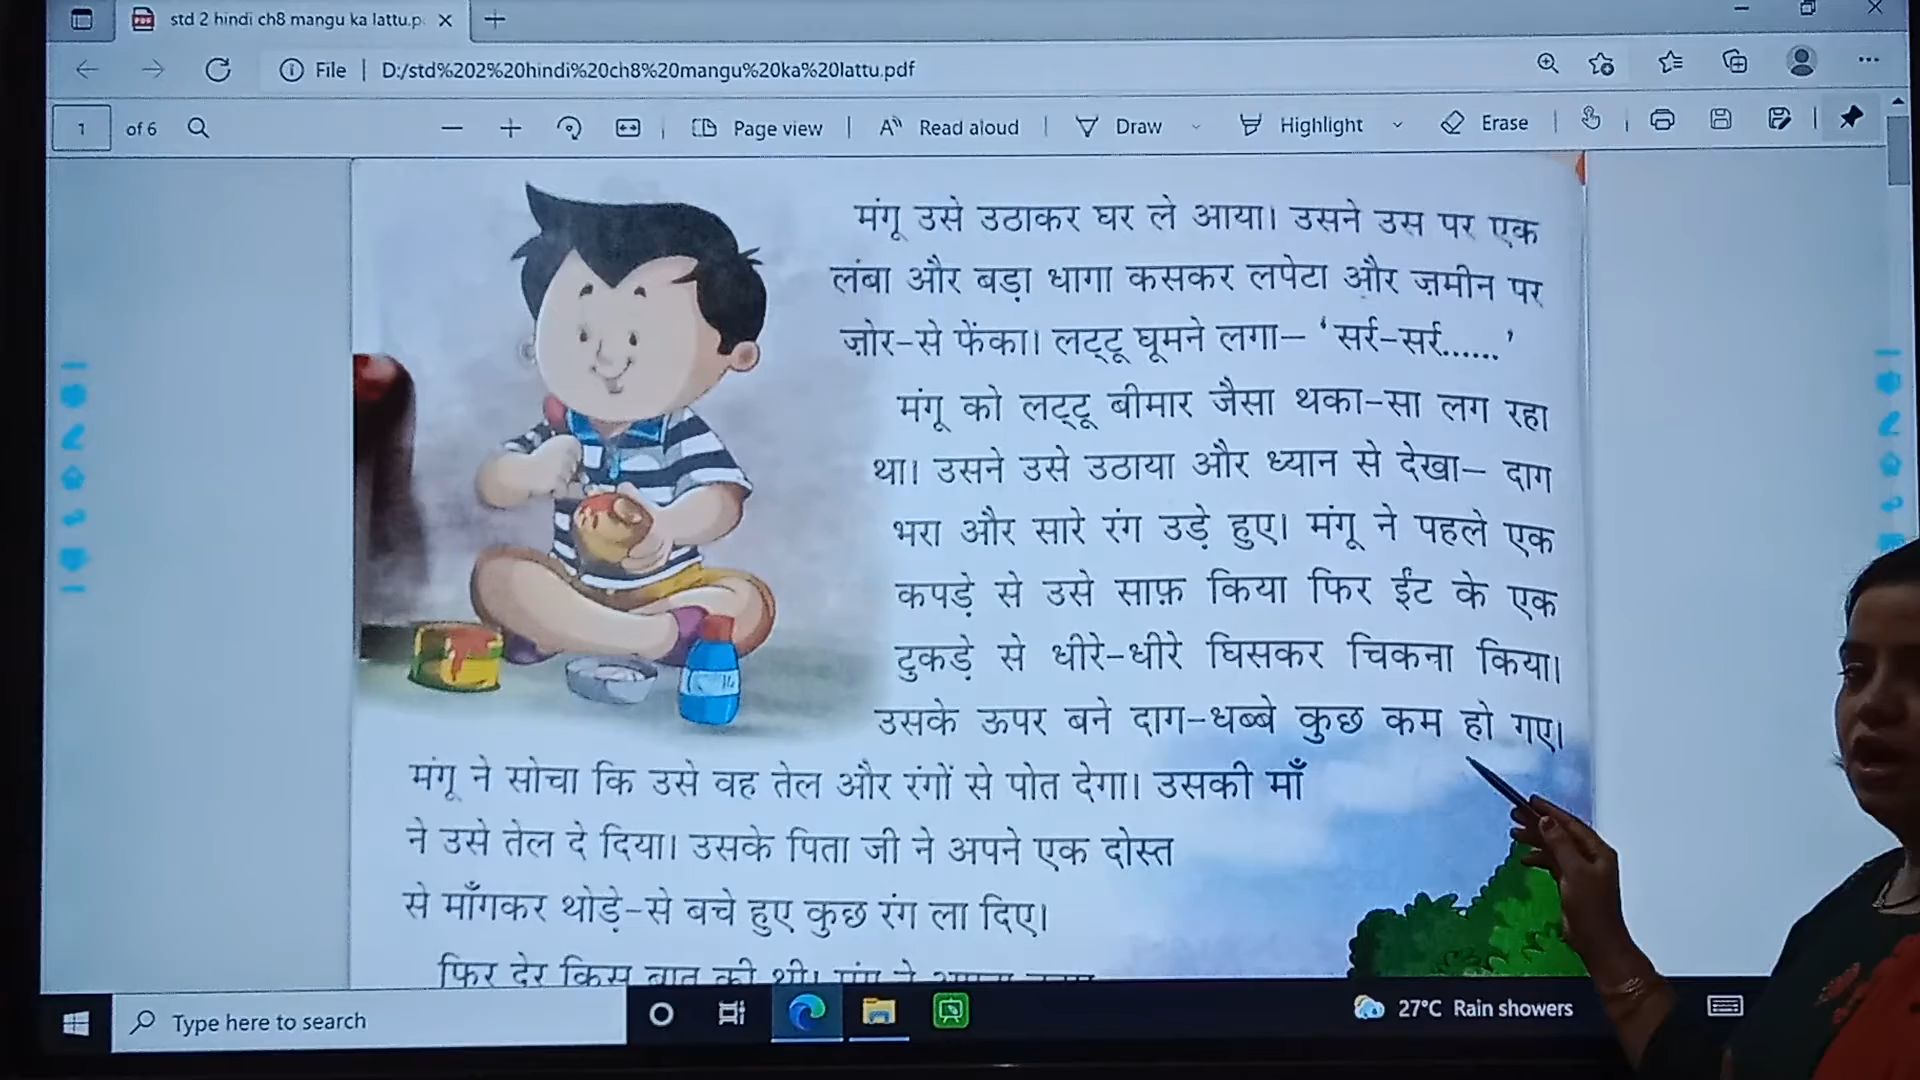 std 2 hindi ch8 mangu ka lattu.p
File
D:/std%202%20hindi%20ch8%20mangu%20ka%20lattu.pdf
1 of 6
Page view
Read aloud
Draw
Highlight
Erase
मंगू उसे उठाकर घर ले आया। उसने उस पर एक
लंबा और बड़ा धागा कसकर लपेटा और ज़मीन पर
ज़ोर-से फेंका। लट्टू घूमने लगा— ‘सर्र-सर्र......’
मंगू को लट्टू बीमार जैसा थका-सा लग रहा
था। उसने उसे उठाया और ध्यान से देखा— दाग
भरा और सारे रंग उड़े हुए। मंगू ने पहले एक
कपड़े से उसे साफ़ किया फिर ईंट के एक
टुकड़े से धीरे-धीरे घिसकर चिकना किया।
उसके ऊपर बने दाग-धब्बे कुछ कम हो गए।
मंगू ने सोचा कि उसे वह तेल और रंगों से पोत देगा। उसकी माँ
ने उसे तेल दे दिया। उसके पिता जी ने अपने एक दोस्त
से माँगकर थोड़े-से बचे हुए कुछ रंग ला दिए।
फिर देर किस बात की थी। मंगू ने
Type here to search
27°C Rain showers